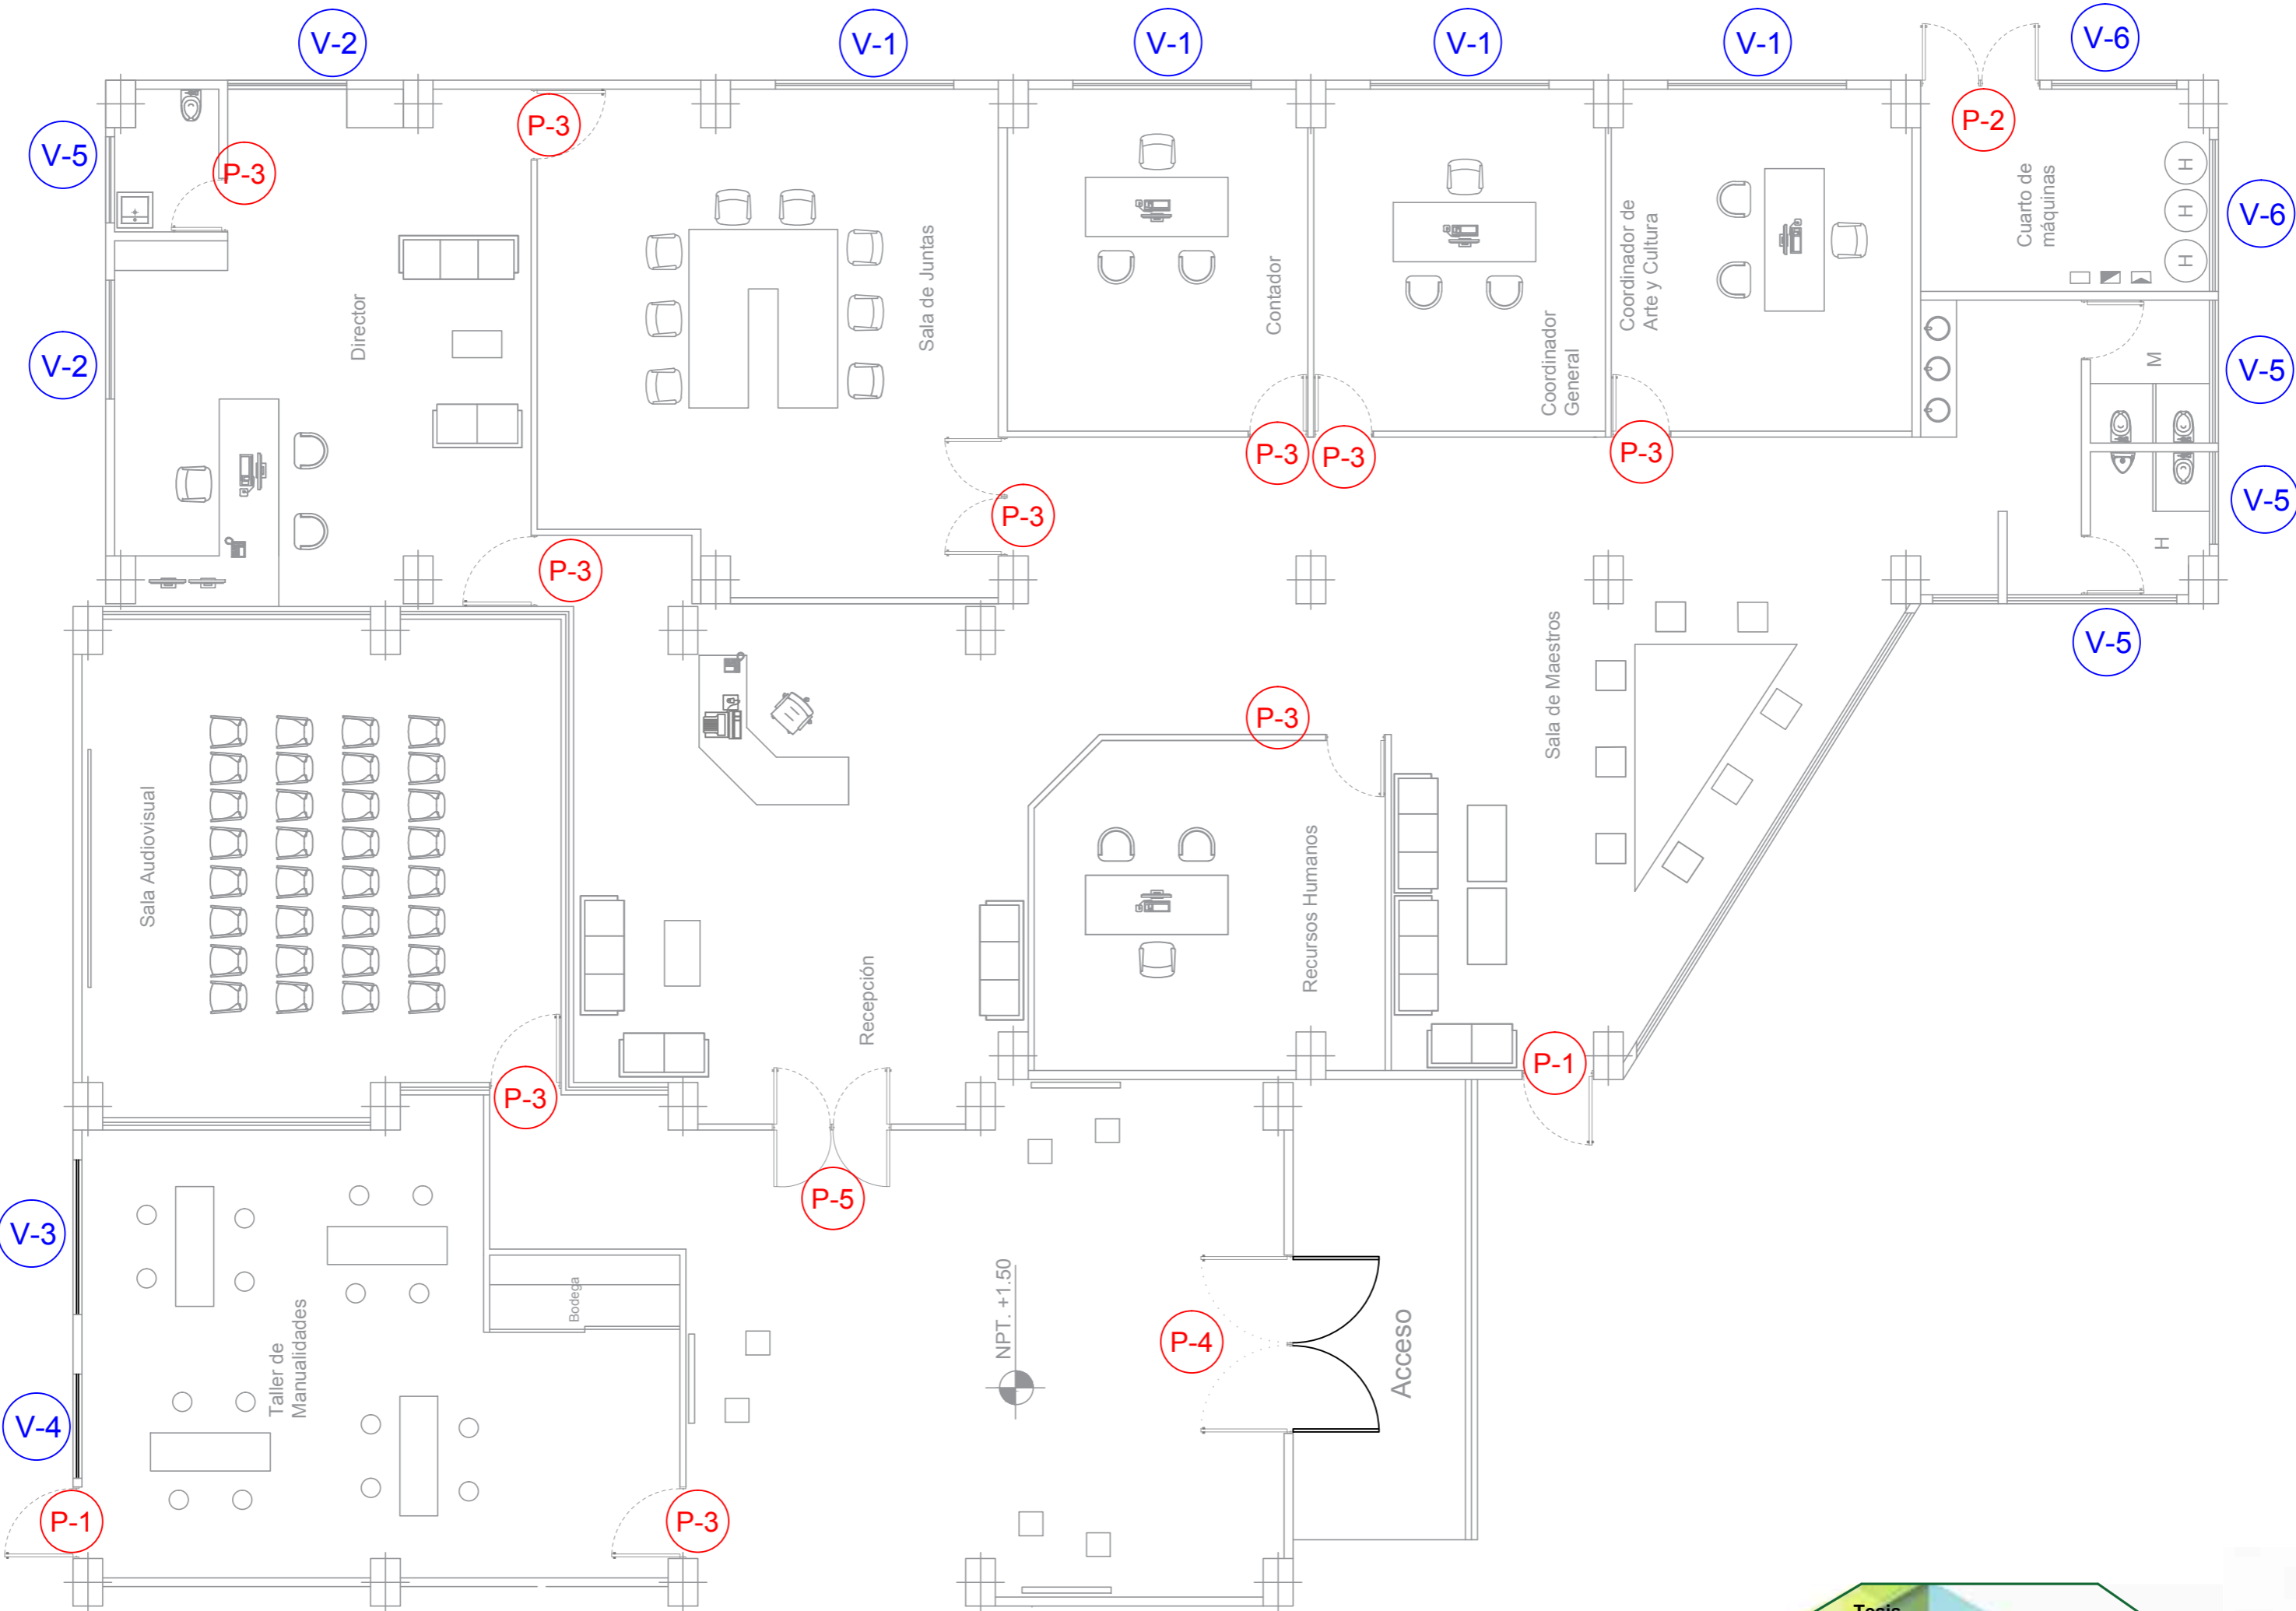 V-2
V-1
V-1
V-1
V-1
V-6
P-3
P-2
V-5
P-3
Cuarto de
máquinas
H
H
H
V-6
Director
Sala de Juntas
Contador
Coordinador
General
Coordinador de
Arte y Cultura
V-2
M
V-5
P-3
P-3
P-3
P-3
V-5
H
P-3
V-5
Sala de Maestros
P-3
Sala Audiovisual
Recursos Humanos
Recepción
P-3
P-1
P-5
V-3
Bodega
NPT. +1.50
P-4
Acceso
Taller de
Manualidades
V-4
P-1
P-3
Tesis